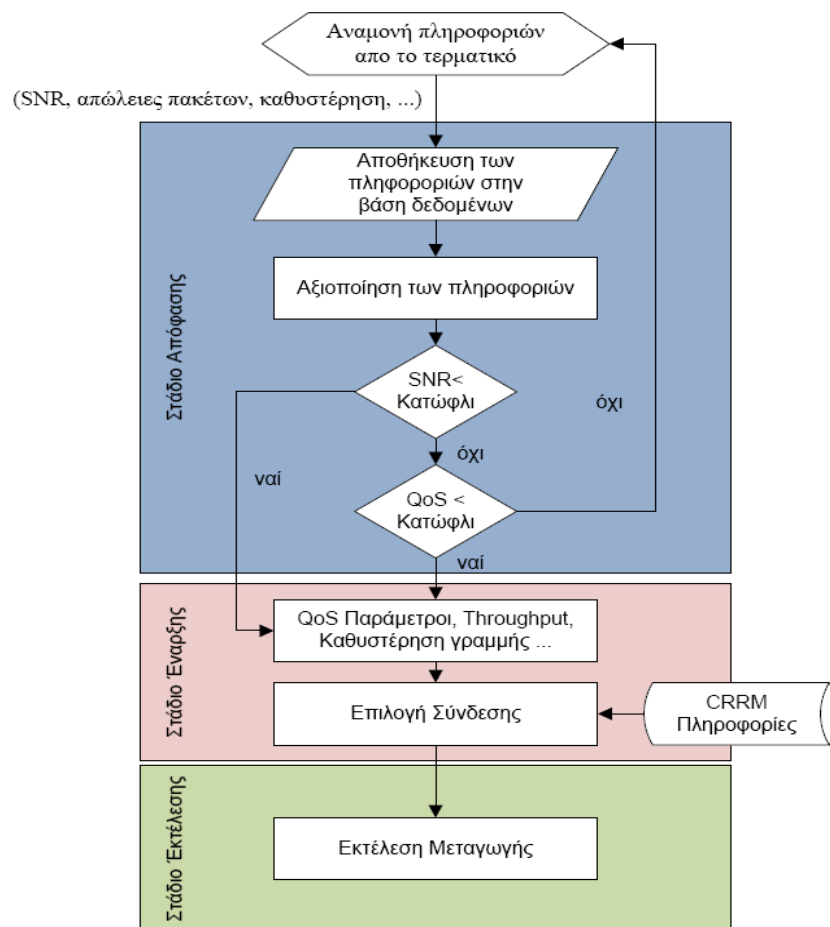 Αναμονή πληροφοριών
απο το τερματικό
(SNR, απώλειες πακέτων, καθυστέρηση, ...)
Αποθήκευση των
πληφοροριών στην
βάση δεδομένων
Αξιοποίηση των πληροφοριών
Στάδιο Απόφασης
SNR<
Κατώφλι
όχι
όχι
ναί
QoS <
Κατώφλι
ναί
Στάδιο Έναρξης
QoS Παράμετροι, Throughput,
Καθυστέρηση γραμμής ...
Επιλογή Σύνδεσης
CRRM
Πληροφορίες
Στάδιο Έκτέλεσης
Εκτέλεση Μεταγωγής